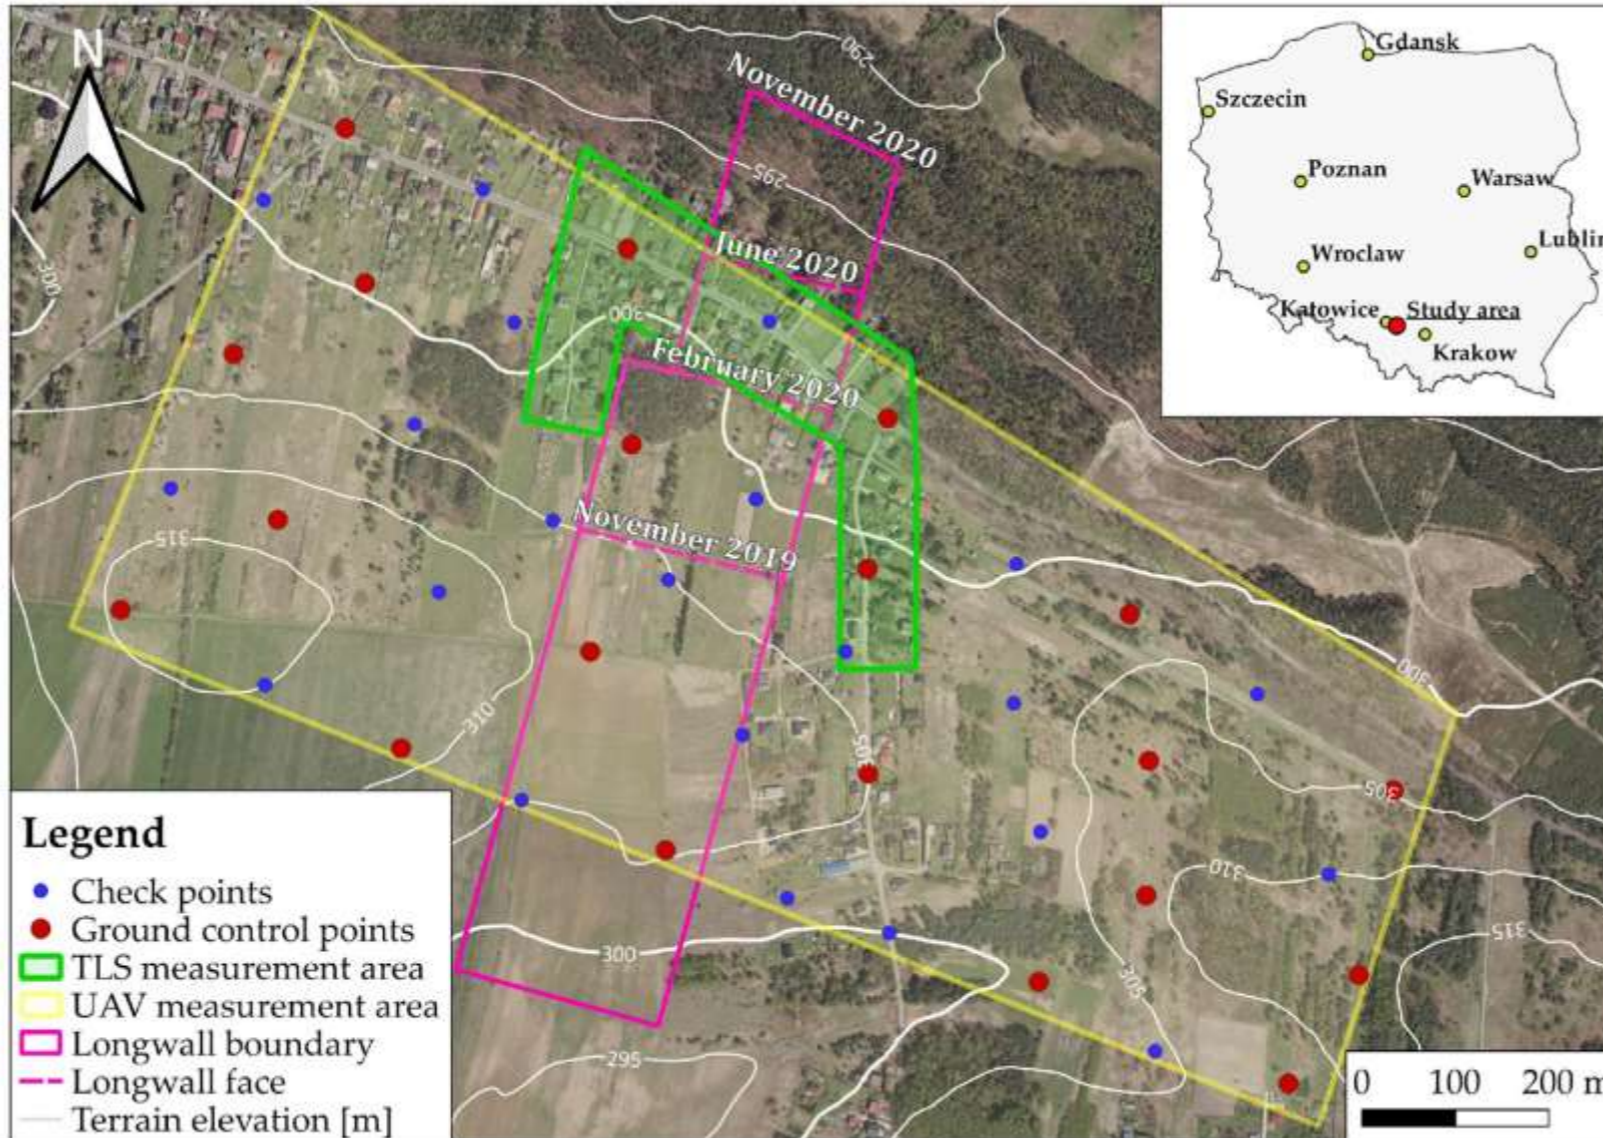 N
290
November 2020
295
June 2020
300
300
February 2020
November 2019
315
310
305
300
305
310
315
300
305
295
Gdansk
Szczecin
Poznan
Warsaw
Lublin
Wroclaw
Katowice
Study area
Krakow
Legend
Check points
Ground control points
TLS measurement area
UAV measurement area
Longwall boundary
Longwall face
Terrain elevation [m]
0 100 200 m